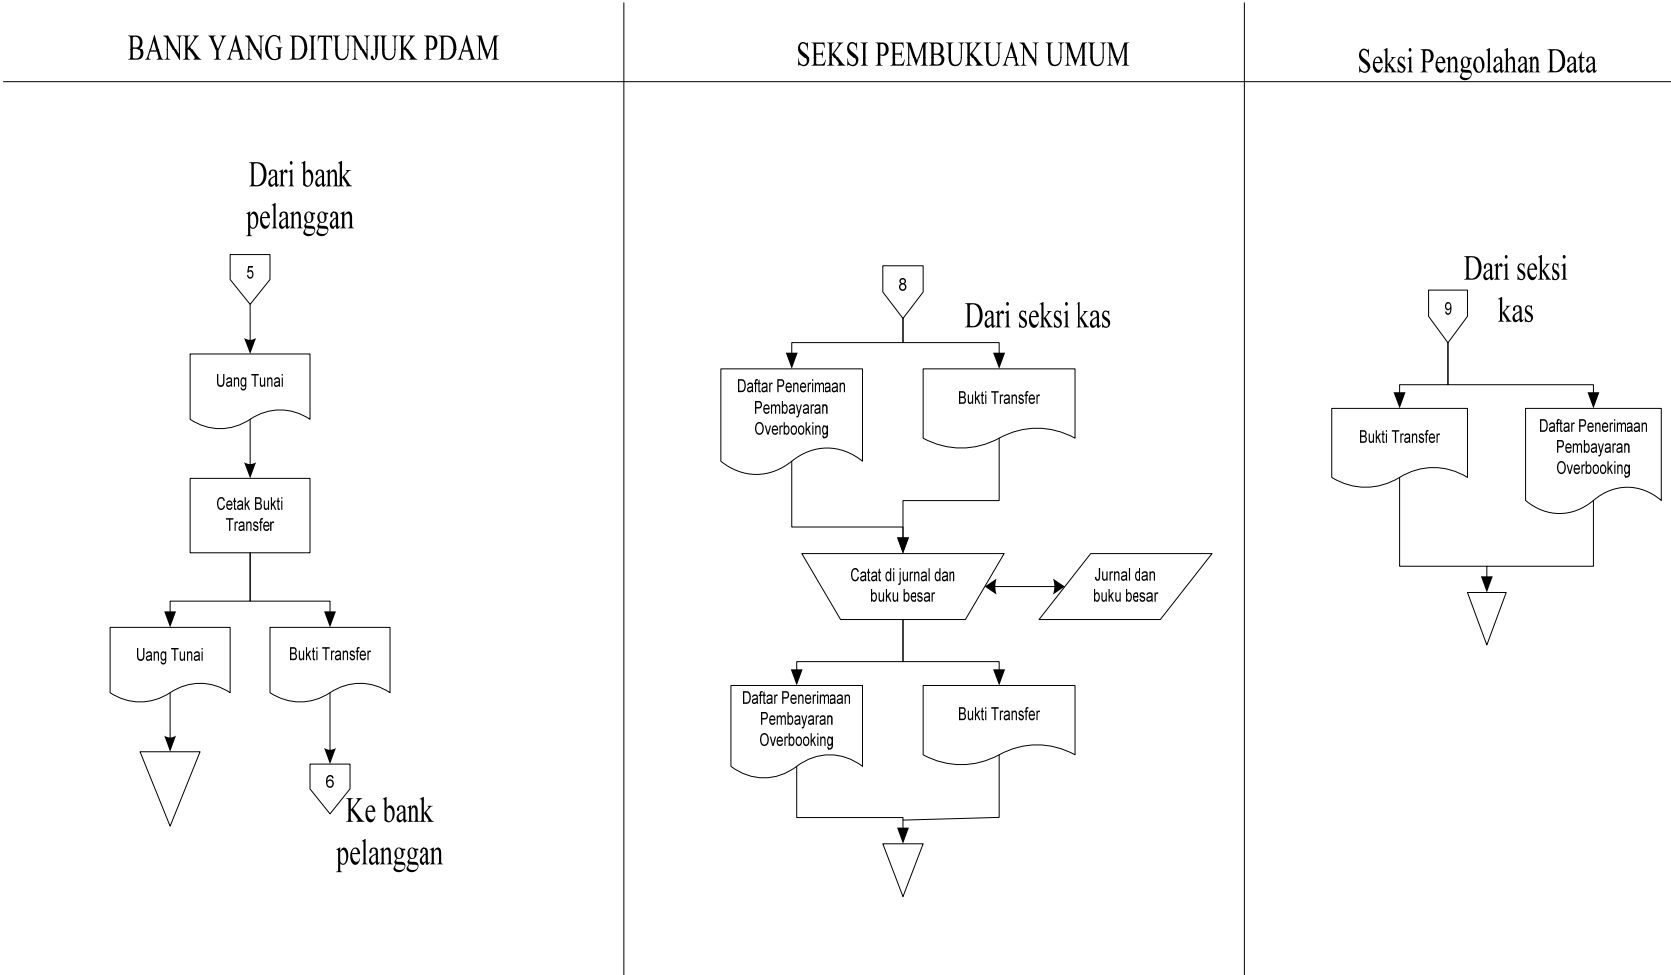 BANK YANG DITUNJUK PDAM
SEKSI PEMBUKUAN UMUM
Seksi Pengolahan Data
Dari bank
pelanggan
5
Uang Tunai
Cetak Bukti
Transfer
Uang Tunai
Bukti Transfer
6
Ke bank
pelanggan
8
Dari seksi kas
Daftar Penerimaan
Pembayaran
Overbooking
Bukti Transfer
Catat di jurnal dan
buku besar
Jurnal dan
buku besar
Daftar Penerimaan
Pembayaran
Overbooking
Bukti Transfer
Dari seksi
kas
9
Bukti Transfer
Daftar Penerimaan
Pembayaran
Overbooking